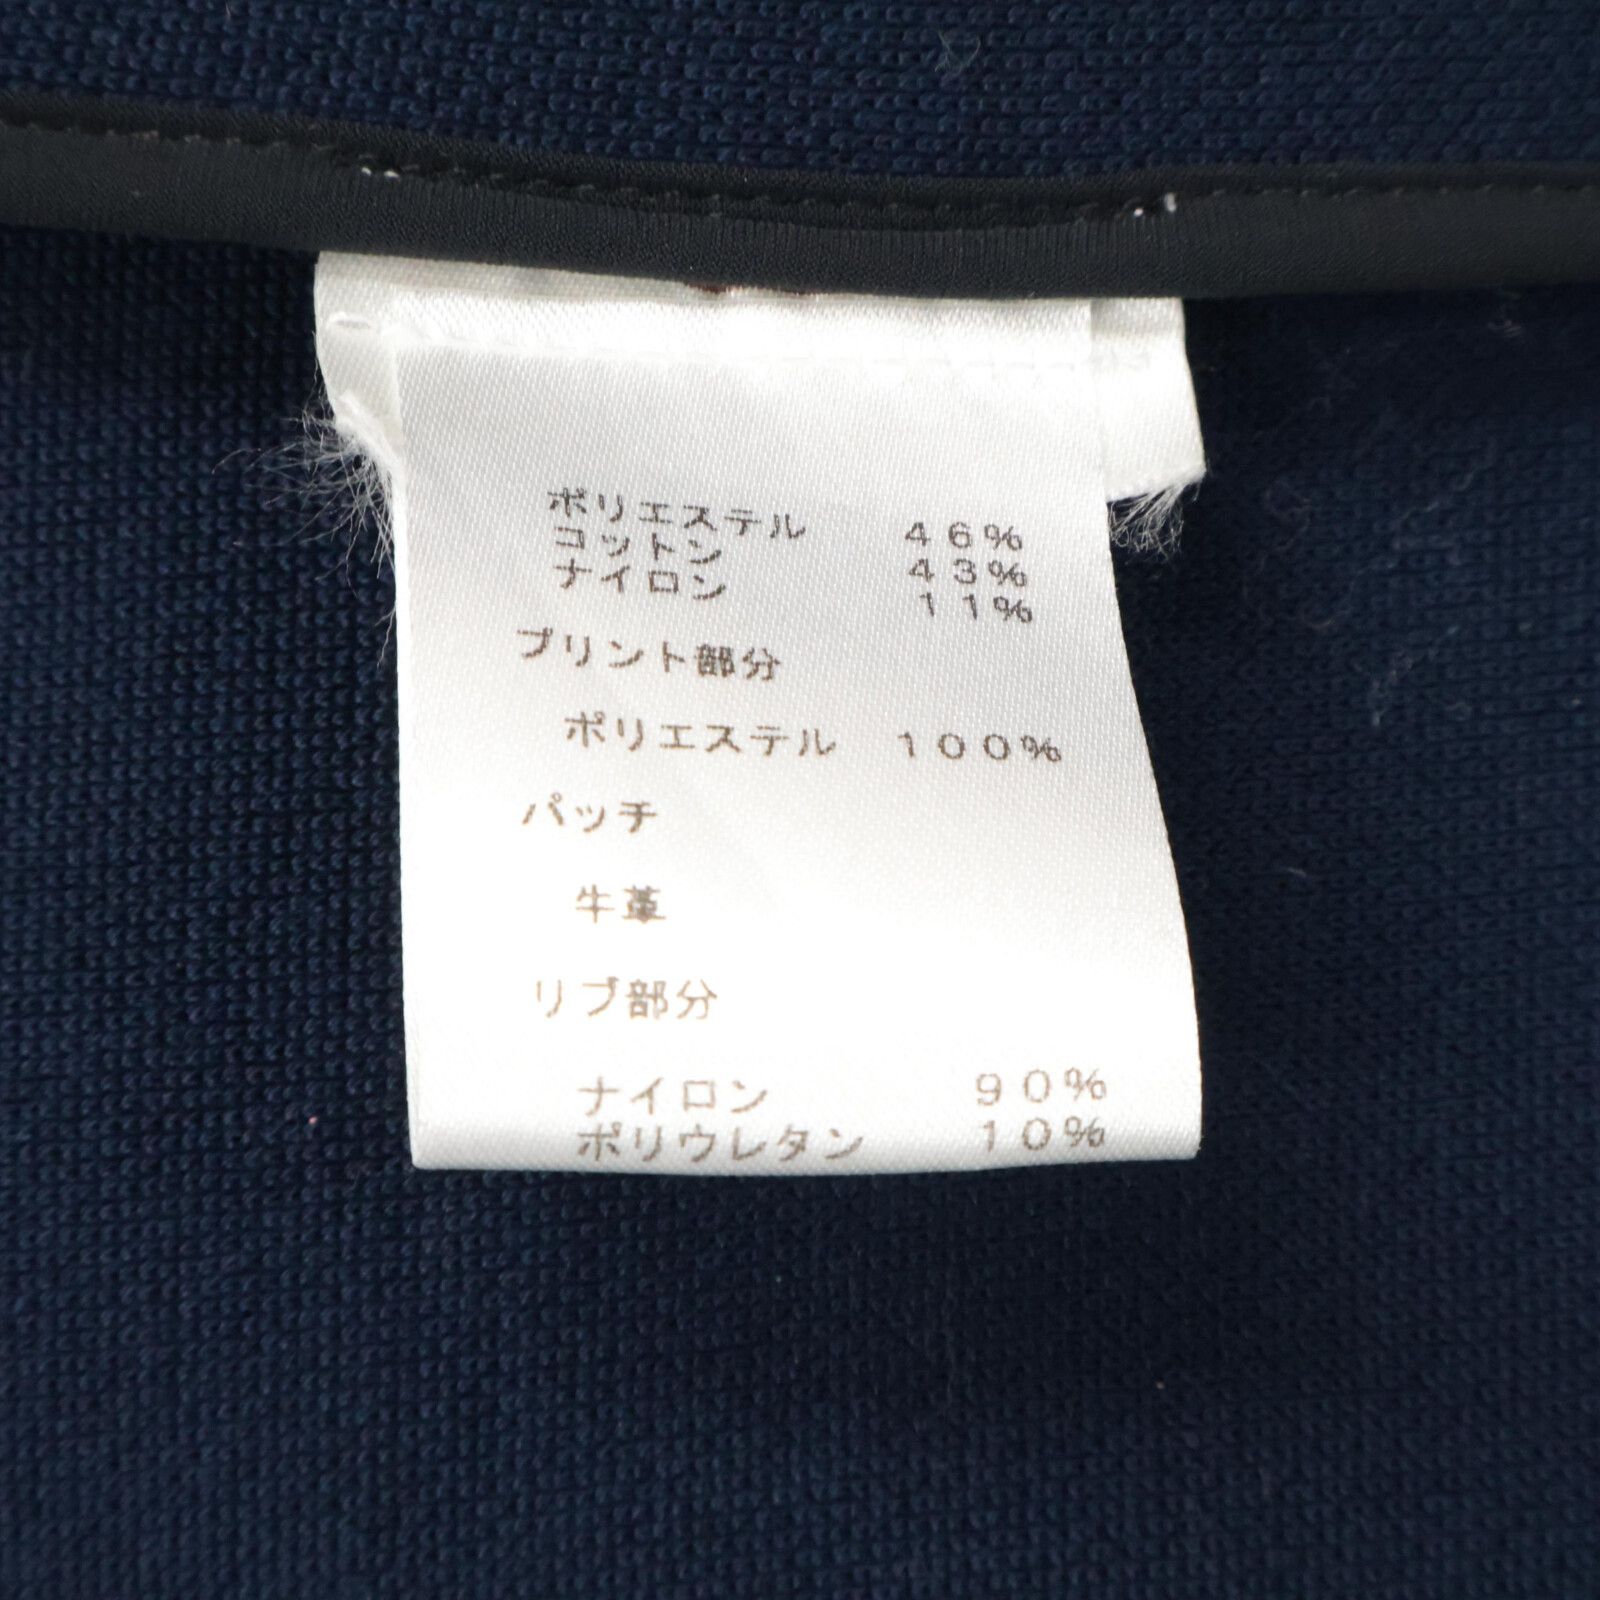 ポリエステル 46%
コットン 43%
ナイロン 11%
プリント部分
ポリエステル 100%
パッチ
牛革
リブ部分
ナイロン 90%
ポリウレタン 10%